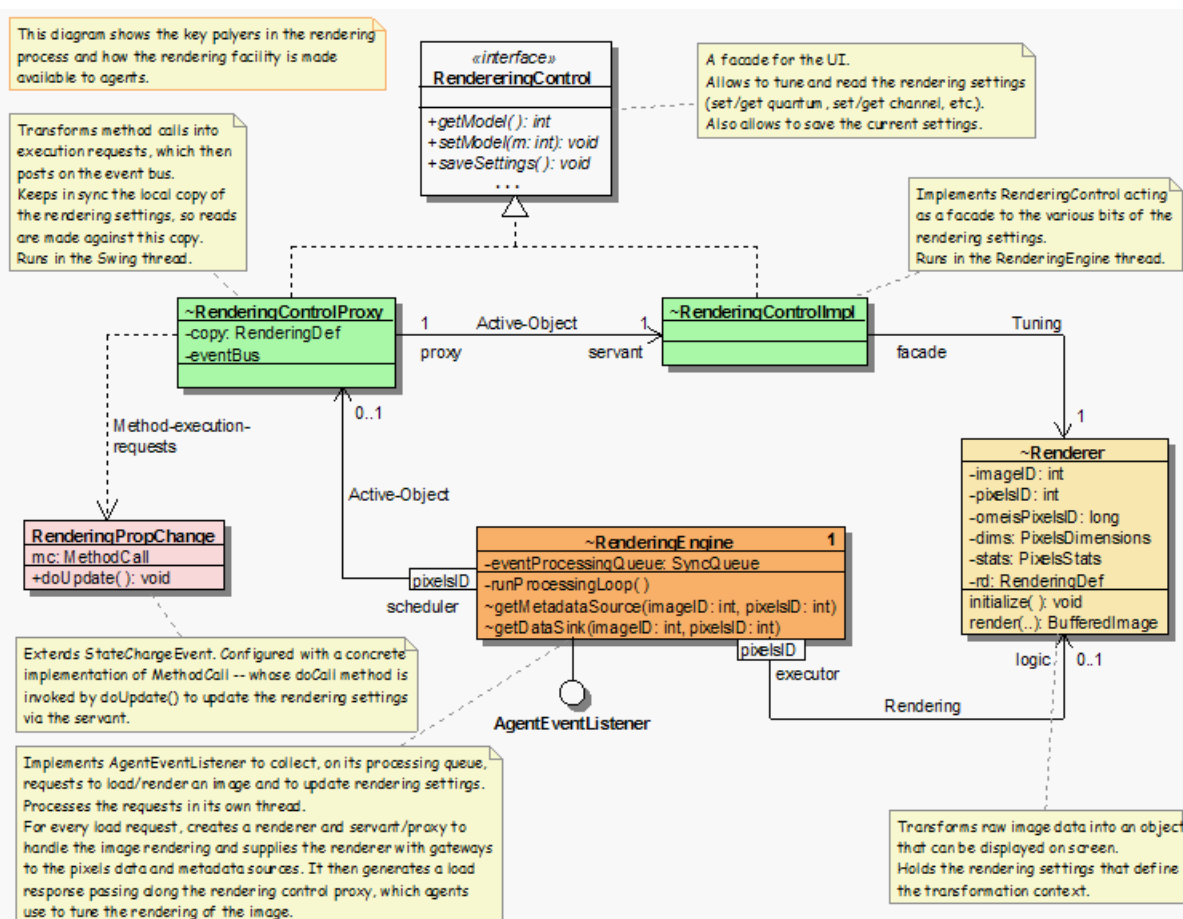 This diagram shows the key palyers in the rendering
process and how the rendering facility is made
available to agents.
«interface»
RendereringControl
+getModel( ): int
+setModel(m: int): void
+saveSettings( ): void
...
A facade for the UI.
Allows to tune and read the rendering settings
(set/get quantum, set/get channel, etc.).
Also allows to save the current settings.
Transforms method calls into
execution requests, which then
posts on the event bus.
Keeps in sync the local copy of
the rendering settings, so reads
are made against this copy.
Runs in the Swing thread.
Implements RenderingControl acting
as a facade to the various bits of the
rendering settings.
Runs in the RenderingEngine thread.
~RenderingControlProxy
-copy: RenderingDef
-eventBus
1
Active-Object
1
proxy
servant
~RenderingControlImpl
Tuning
facade
1
0..1
Method-execution-
requests
Active-Object
RenderingPropChange
mc: MethodCall
+doUpdate( ): void
pixelsID
scheduler
~RenderingEngine
1
-eventProcessingQueue: SyncQueue
-runProcessingLoop( )
~getMetadataSource(imageID: int, pixelsID: int)
~getDataSink(imageID: int, pixelsID: int)
pixelsID
executor
AgentEventListener
~Renderer
-imageID: int
-pixelsID: int
-omeisPixelsID: long
-dims: PixelsDimensions
-stats: PixelsStats
-rd: RenderingDef
initialize( ): void
render(..): BufferedImage
logic
0..1
Rendering
Extends StateChangeEvent. Configured with a concrete
implementation of MethodCall -- whose doCall method is
invoked by doUpdate() to update the rendering settings
via the servant.
Implements AgentEventListener to collect, on its processing queue,
requests to load/render an image and to update rendering settings.
Processes the requests in its own thread.
For every load request, creates a renderer and servant/proxy to
handle the image rendering and supplies the renderer with gateways
to the pixels data and metadata sources. It then generates a load
response passing along the rendering control proxy, which agents
use to ture the rendering of the image.
Transforms raw image data into an object
that can be displayed on screen.
Holds the rendering settings that define
the transformation context.